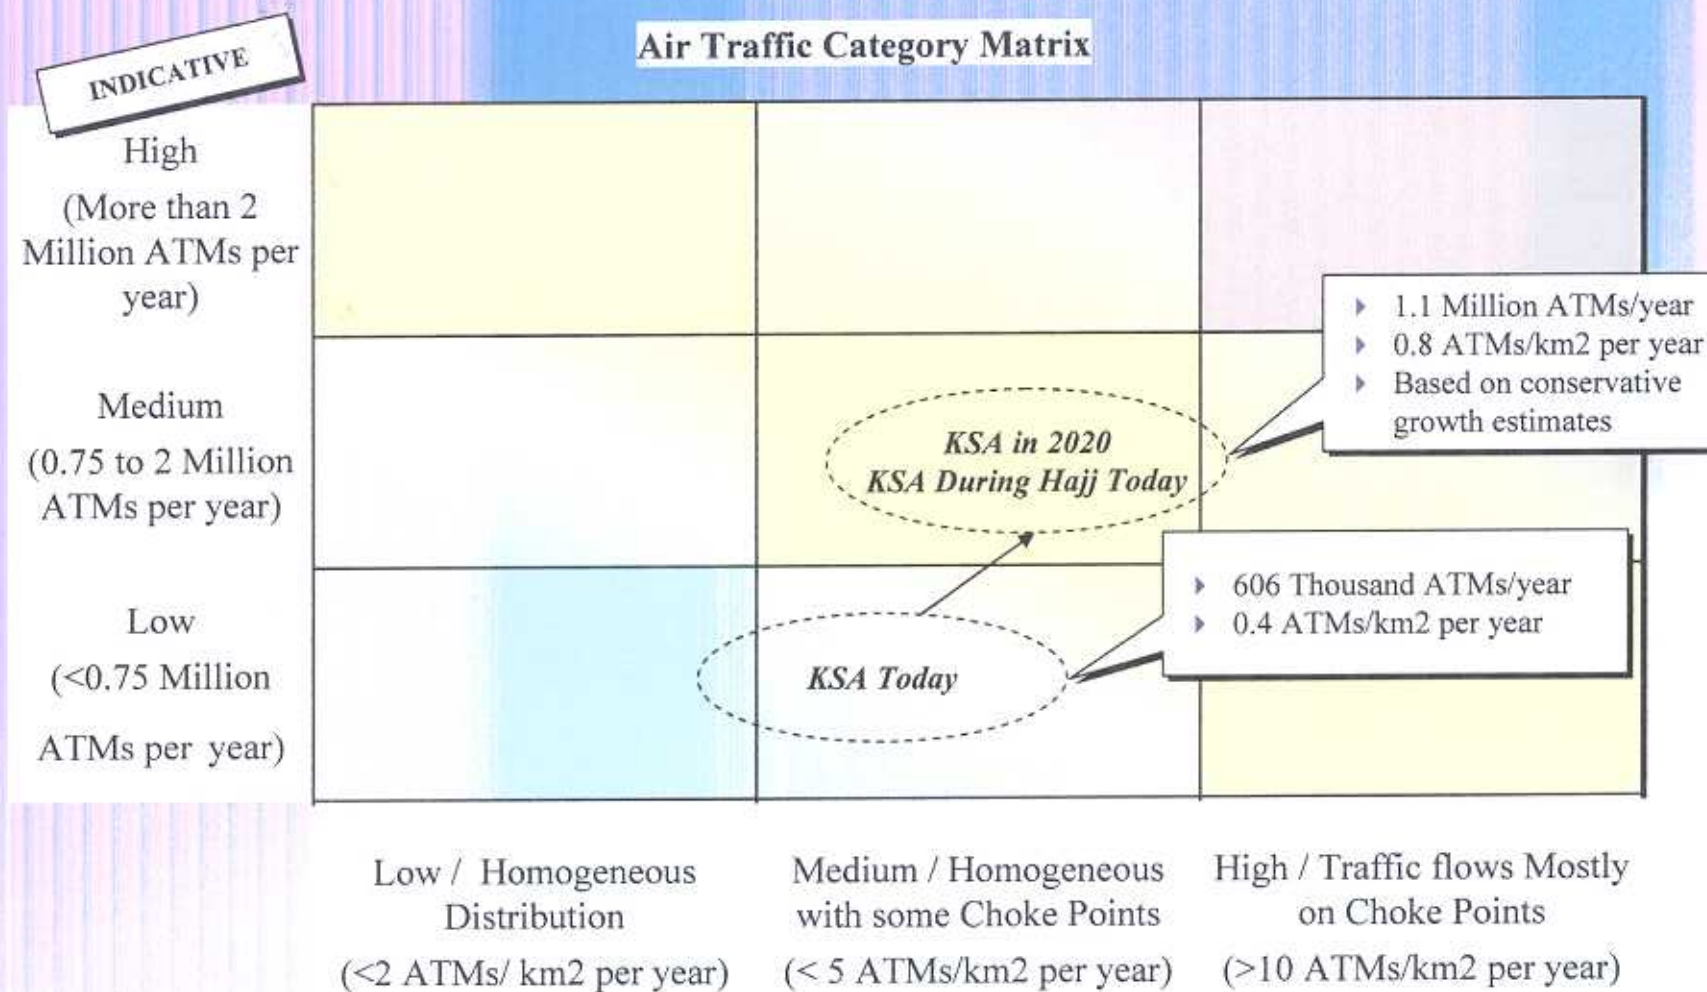 Air Traffic Category Matrix
INDICATIVE
High
(More than 2
Million ATMs per
year)
Medium
(0.75 to 2 Million
ATMs per year)
Low
(<0.75 Million
ATMs per year)
KSA in 2020
KSA During Hajj Today
1.1 Million ATMs/year
0.8 ATMs/km2 per year
Based on conservative
growth estimates
KSA Today
606 Thousand ATMs/year
0.4 ATMs/km2 per year
Low / Homogeneous
Distribution
(<2 ATMs/ km2 per year)
Medium / Homogeneous
with some Choke Points
(< 5 ATMs/km2 per year)
High / Traffic flows Mostly
on Choke Points
(>10 ATMs/km2 per year)